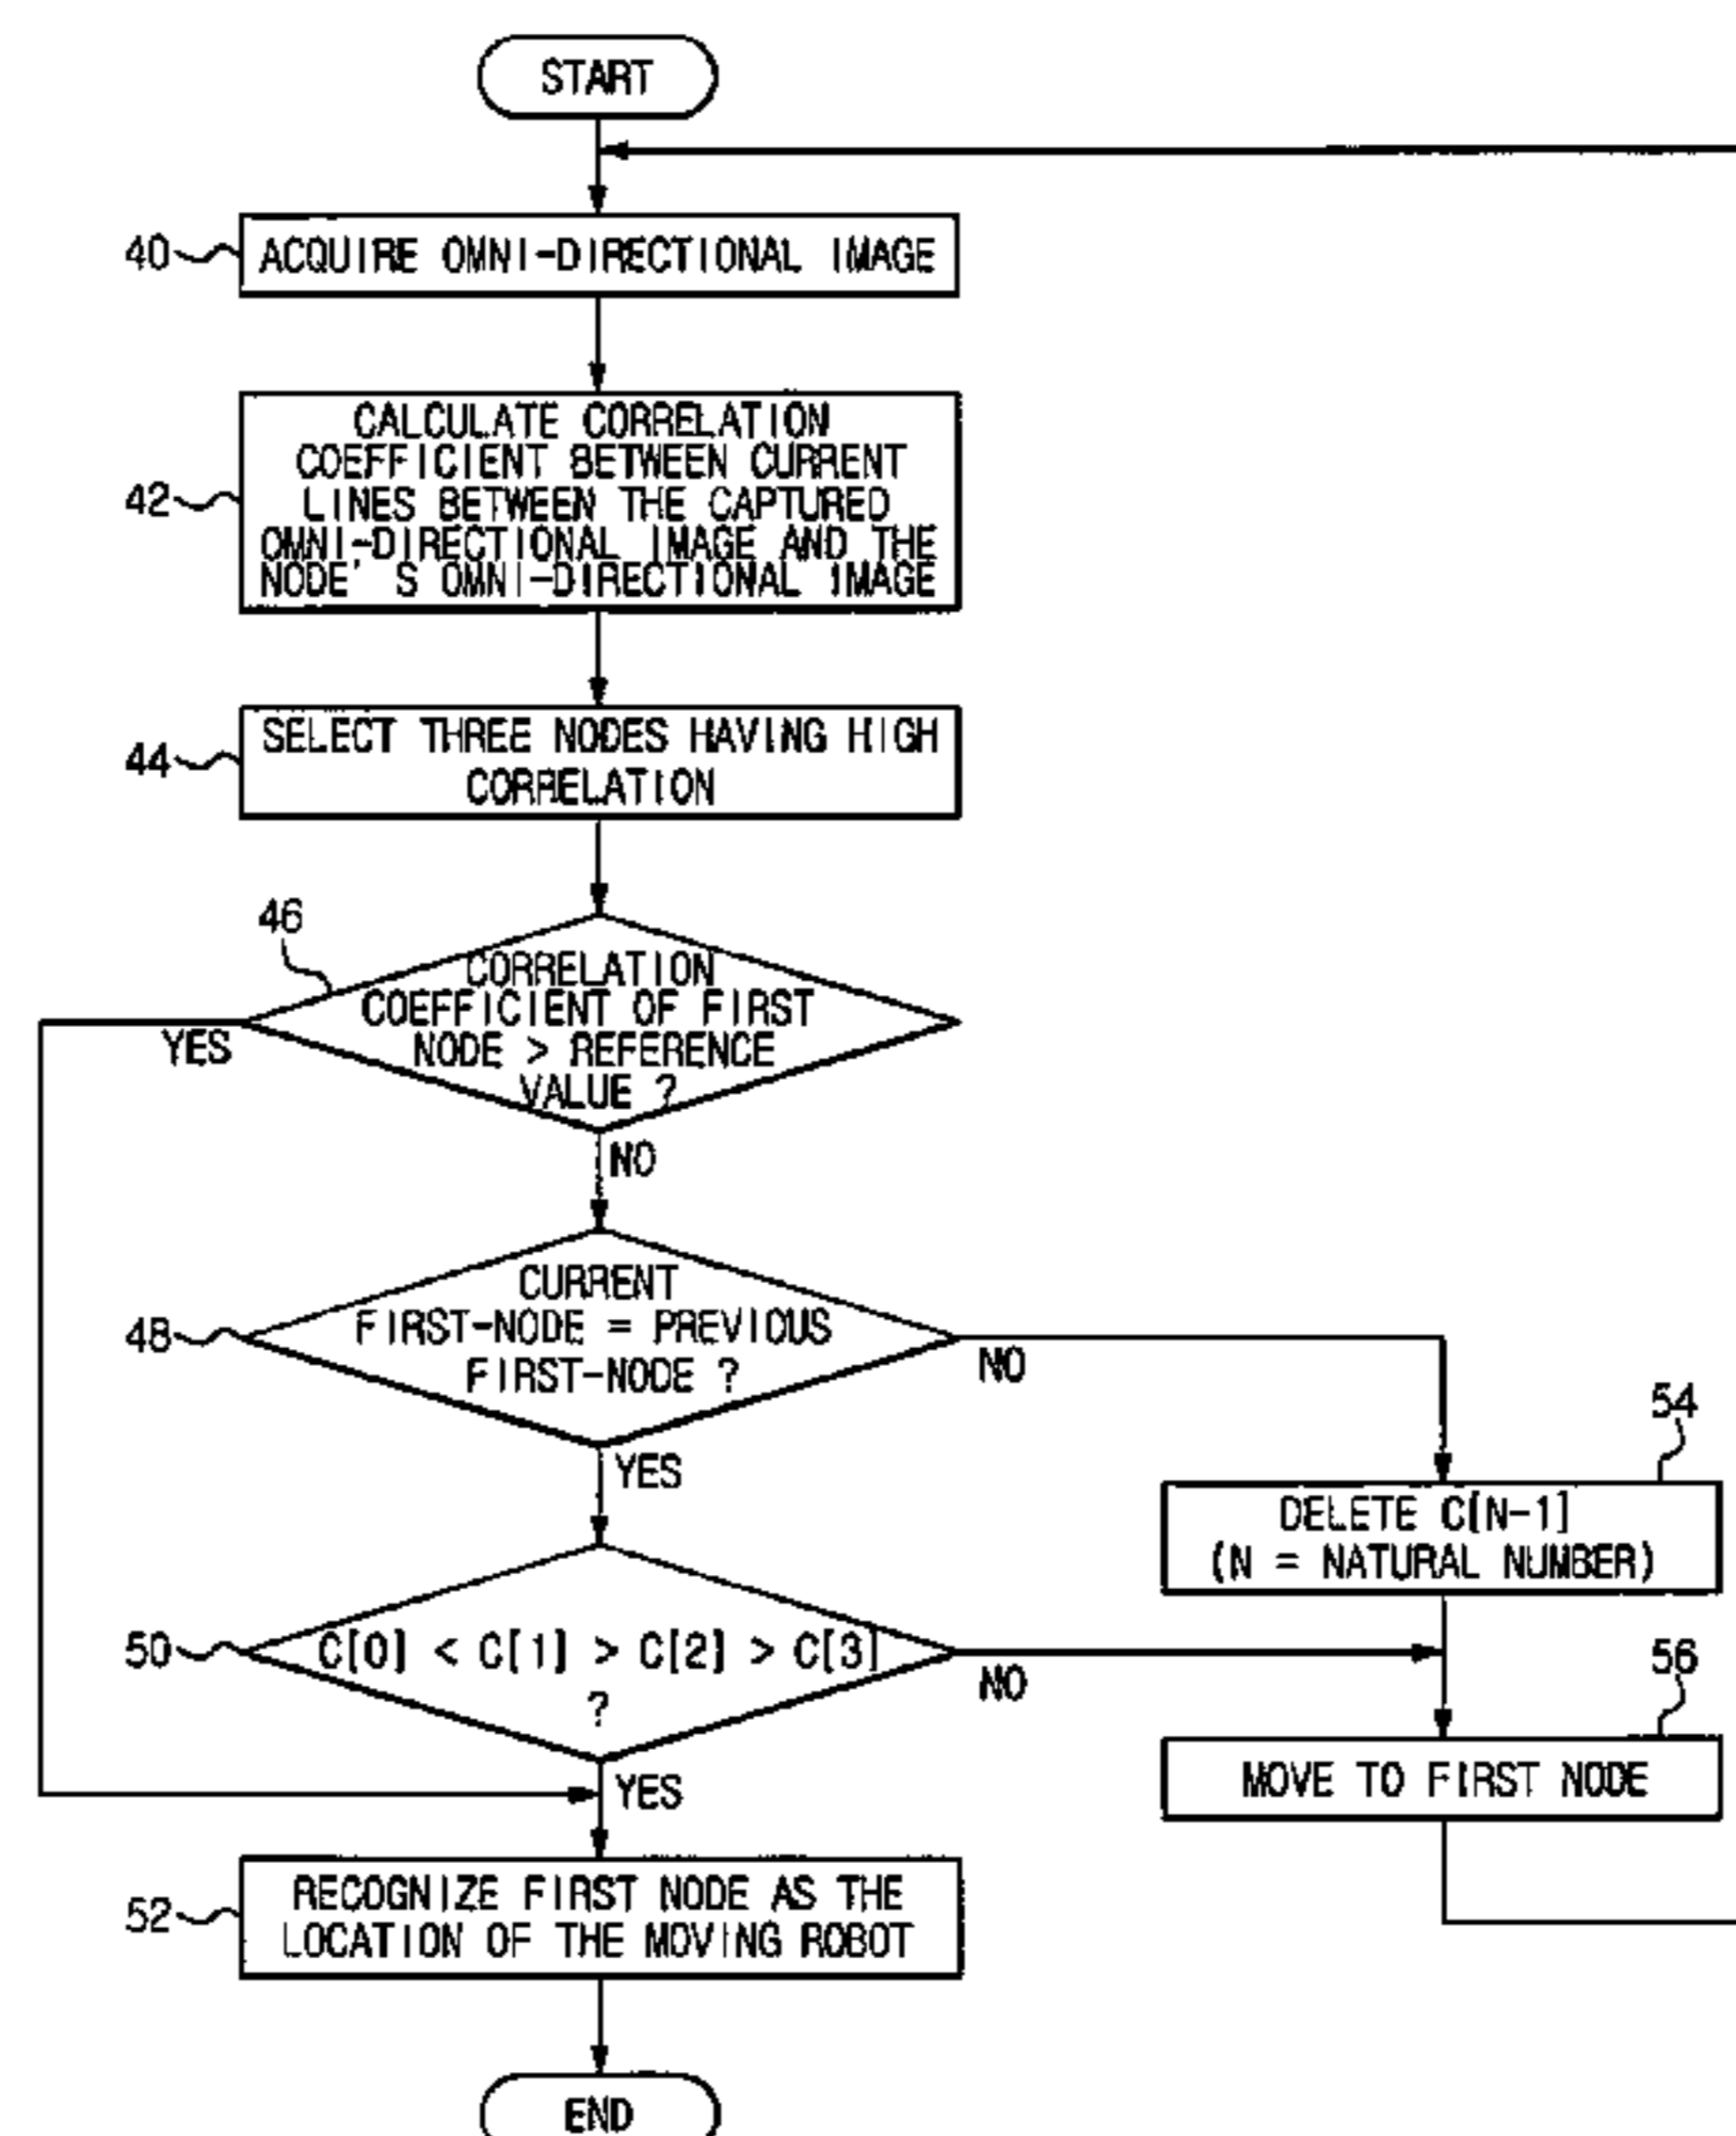 START
40
ACQUIRE OMNI-DIRECTIONAL IMAGE
42
CALCULATE CORRELATION
COEFFICIENT BETWEEN CURRENT
LINES BETWEEN THE CAPTURED
OMNI-DIRECTIONAL IMAGE AND THE
NODE'S OMNI-DIRECTIONAL IMAGE
44
SELECT THREE NODES HAVING HIGH
CORRELATION
46
CORRELATION
COEFFICIENT OF FIRST
NODE > REFERENCE
VALUE ?
YES
NO
48
CURRENT
FIRST-NODE = PREVIOUS
FIRST-NODE ?
NO
YES
54
DELETE C[N-1]
(N = NATURAL NUMBER)
50
C[0] < C[1] > C[2] > C[3]
?
NO
YES
56
MOVE TO FIRST NODE
52
RECOGNIZE FIRST NODE AS THE
LOCATION OF THE MOVING ROBOT
END